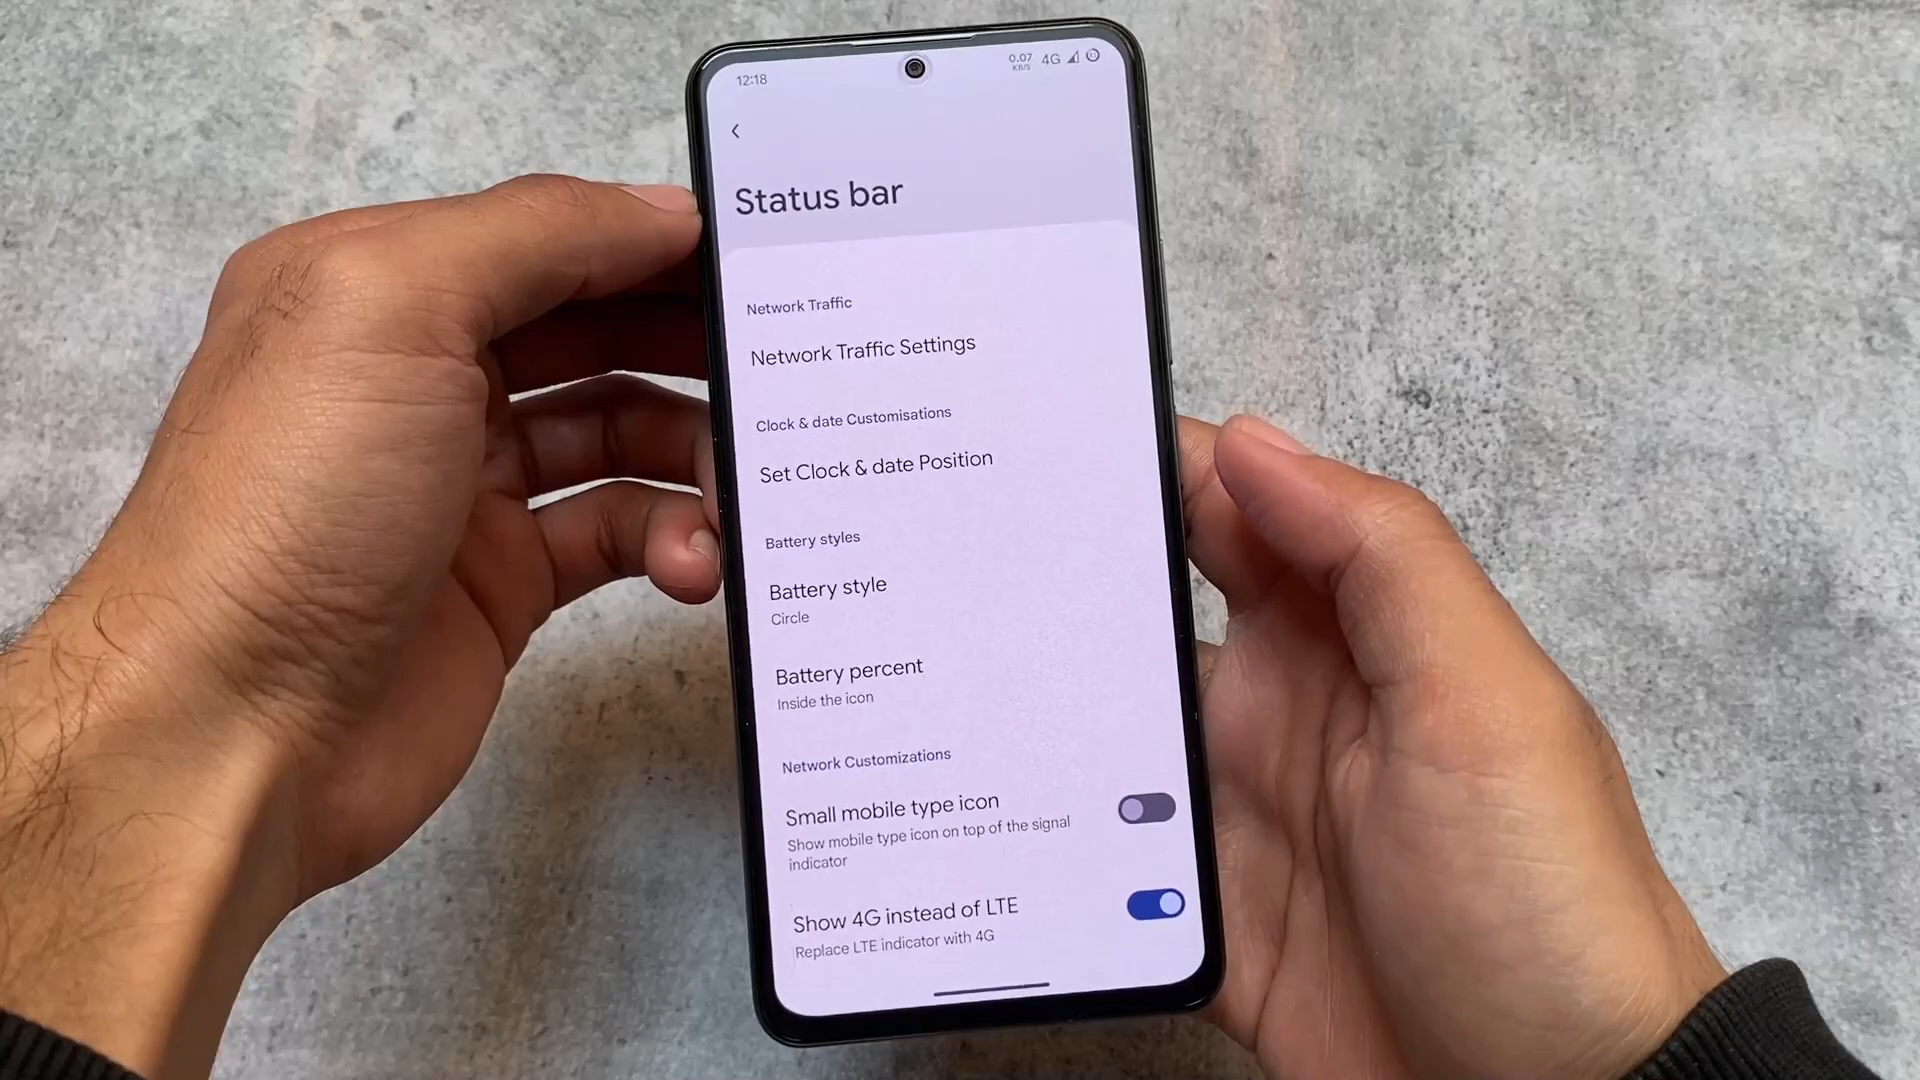 12:18
0.07
KB/S
4G
Status bar
Network Traffic
Network Traffic Settings
Clock & date Customisations
Set Clock & date Position
Battery styles
Battery style
Circle
Battery percent
Inside the icon
Network Customizations
Small mobile type icon
Show mobile type icon on top of the signal
indicator
Show 4G instead of LTE
Replace LTE indicator with 4G